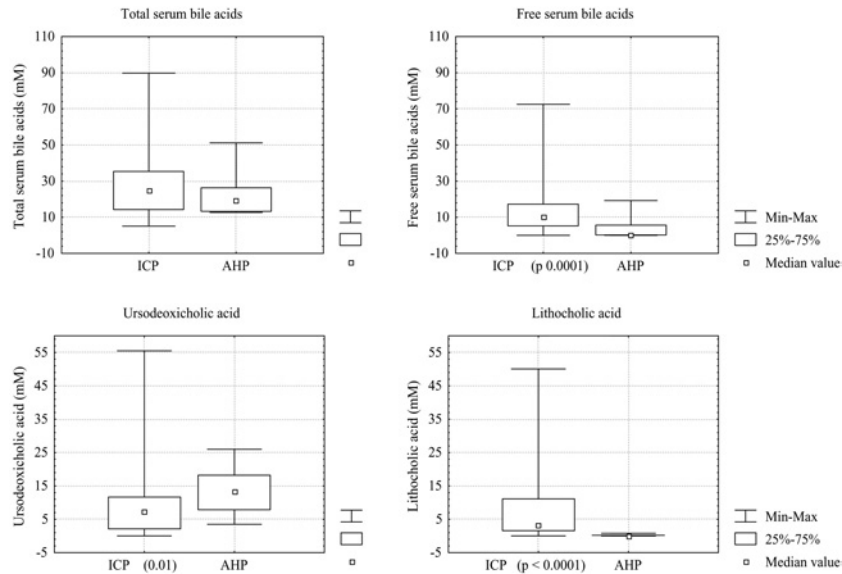 Total serum bile acids
Total serum bile acids (mM)
110
90
70
50
30
10
-10
ICP AHP
Free serum bile acids
Free serum bile acids (mM)
110
90
70
50
30
10
-10
ICP (p 0.0001) AHP
Min-Max
25%-75%
Median value
Ursodeoxicholic acid
Ursodeoxicholic acid (mM)
55
45
35
25
15
5
-5
ICP (0.01) AHP
Lithocholic acid
Lithocholic acid (mM)
55
45
35
25
15
5
-5
ICP (p < 0.0001) AHP
Min-Max
25%-75%
Median value